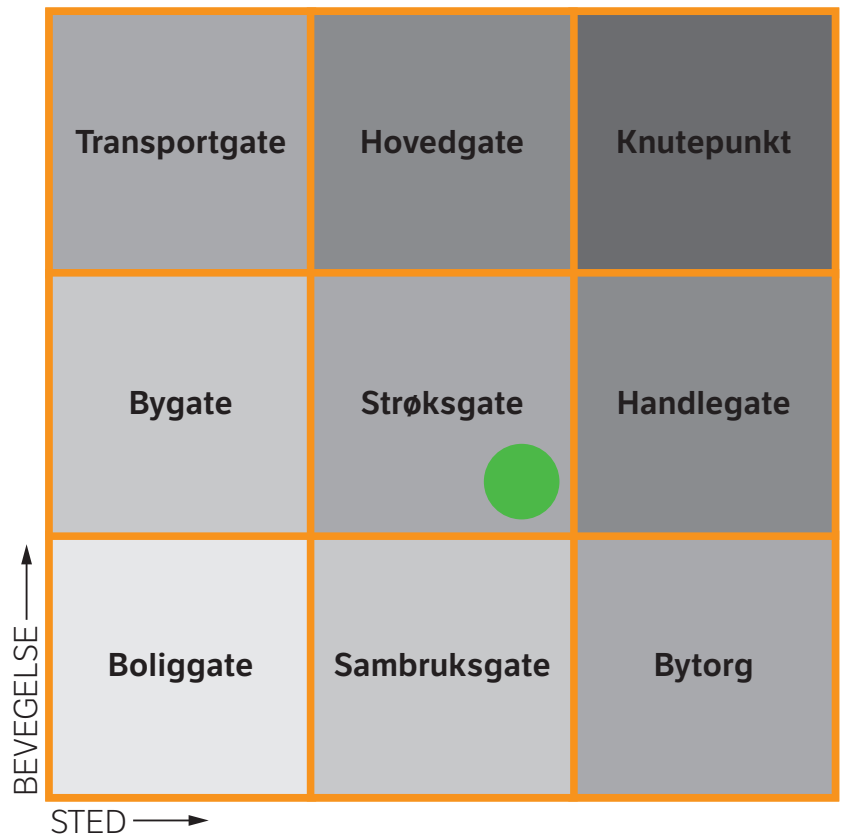 Transportgate
Hovedgate
Knutepunkt
Bygate
Strøksgate
Handlegate
Boliggate
Sambruksgate
Bytorg
BEVEGELSE
STED